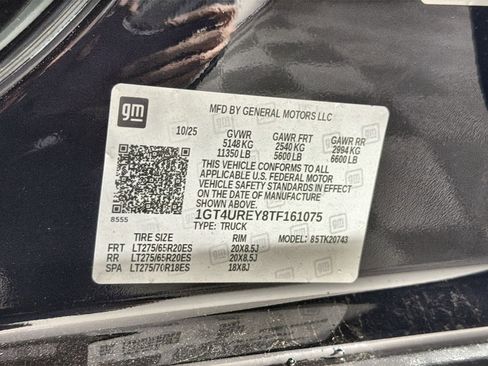 gm
MFD BY GENERAL MOTORS LLC
10/25 GVWR GAWR FRT GAWR RR
5148 KG 2540 KG 2994 KG
11350 LB 5600 LB 6600 LB
THIS VEHICLE CONFORMS TO ALL
APPLICABLE U.S. FEDERAL MOTOR
VEHICLE SAFETY STANDARDS IN EFFECT
ON THE DATE OF MANUFACTURE
SHOWN ABOVE.
1GT4UREY8TF161075
8555 TYPE: TRUCK
TIRE SIZE RIM MODEL: 85TK20743
FRT LT275/65R20ES 20X8.5J
RR LT275/65R20ES 20X8.5J
SPA LT275/70R18ES 18X8J